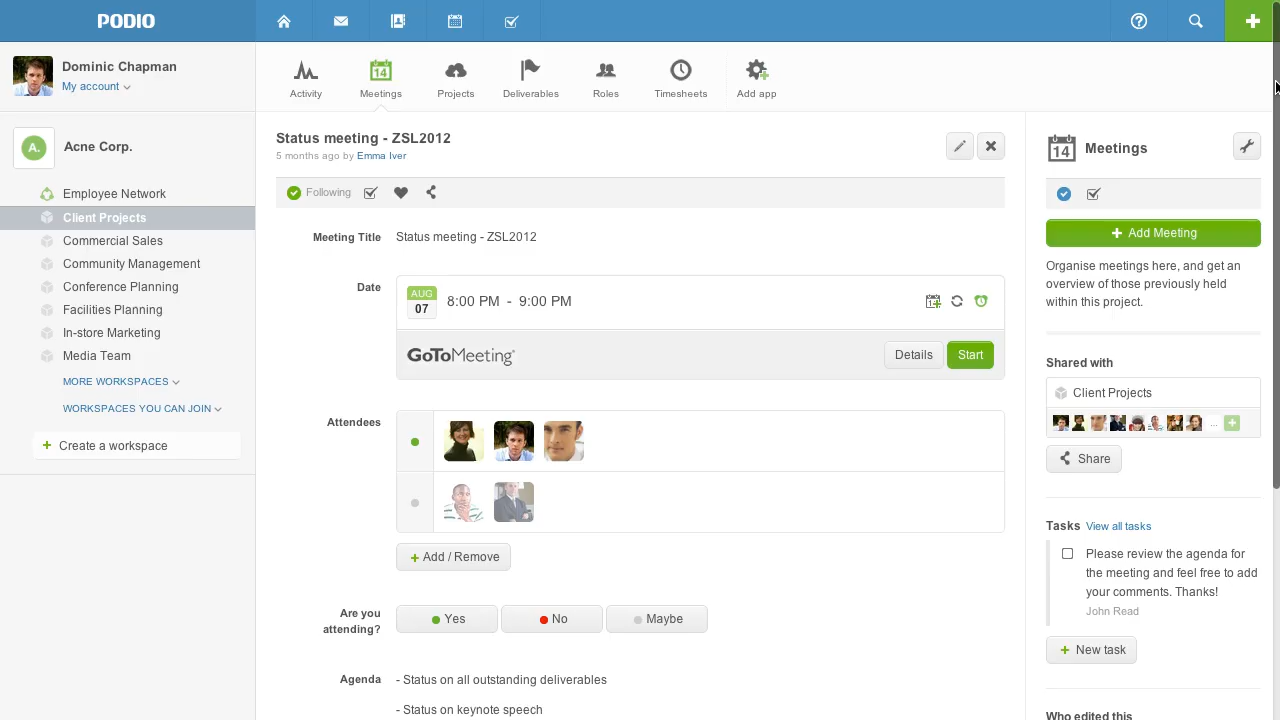 PODIO
Dominic Chapman
My account
Acne Corp.
A.
Employee Network
Client Projects
Commercial Sales
Community Management
Conference Planning
Facilities Planning
In-store Marketing
Media Team
MORE WORKSPACES
WORKSPACES YOU CAN JOIN
+ Create a workspace
Activity
14
Meetings
Projects
Deliverables
Roles
Timesheets
Add app
Status meeting - ZSL2012
5 months ago by Emma Iver
Following
Meeting Title Status meeting - ZSL2012
Date
AUG
07
8:00 PM - 9:00 PM
GoToMeeting
Details
Start
Attendees
+ Add / Remove
Are you
attending?
Yes
No
Maybe
Agenda
- Status on all outstanding deliverables
- Status on keynote speech
14
Meetings
+ Add Meeting
Organise meetings here, and get an
overview of those previously held
within this project.
Shared with
Client Projects
...
Share
Tasks View all tasks
Please review the agenda for
the meeting and feel free to add
your comments. Thanks!
John Read
+ New task
Who edited this